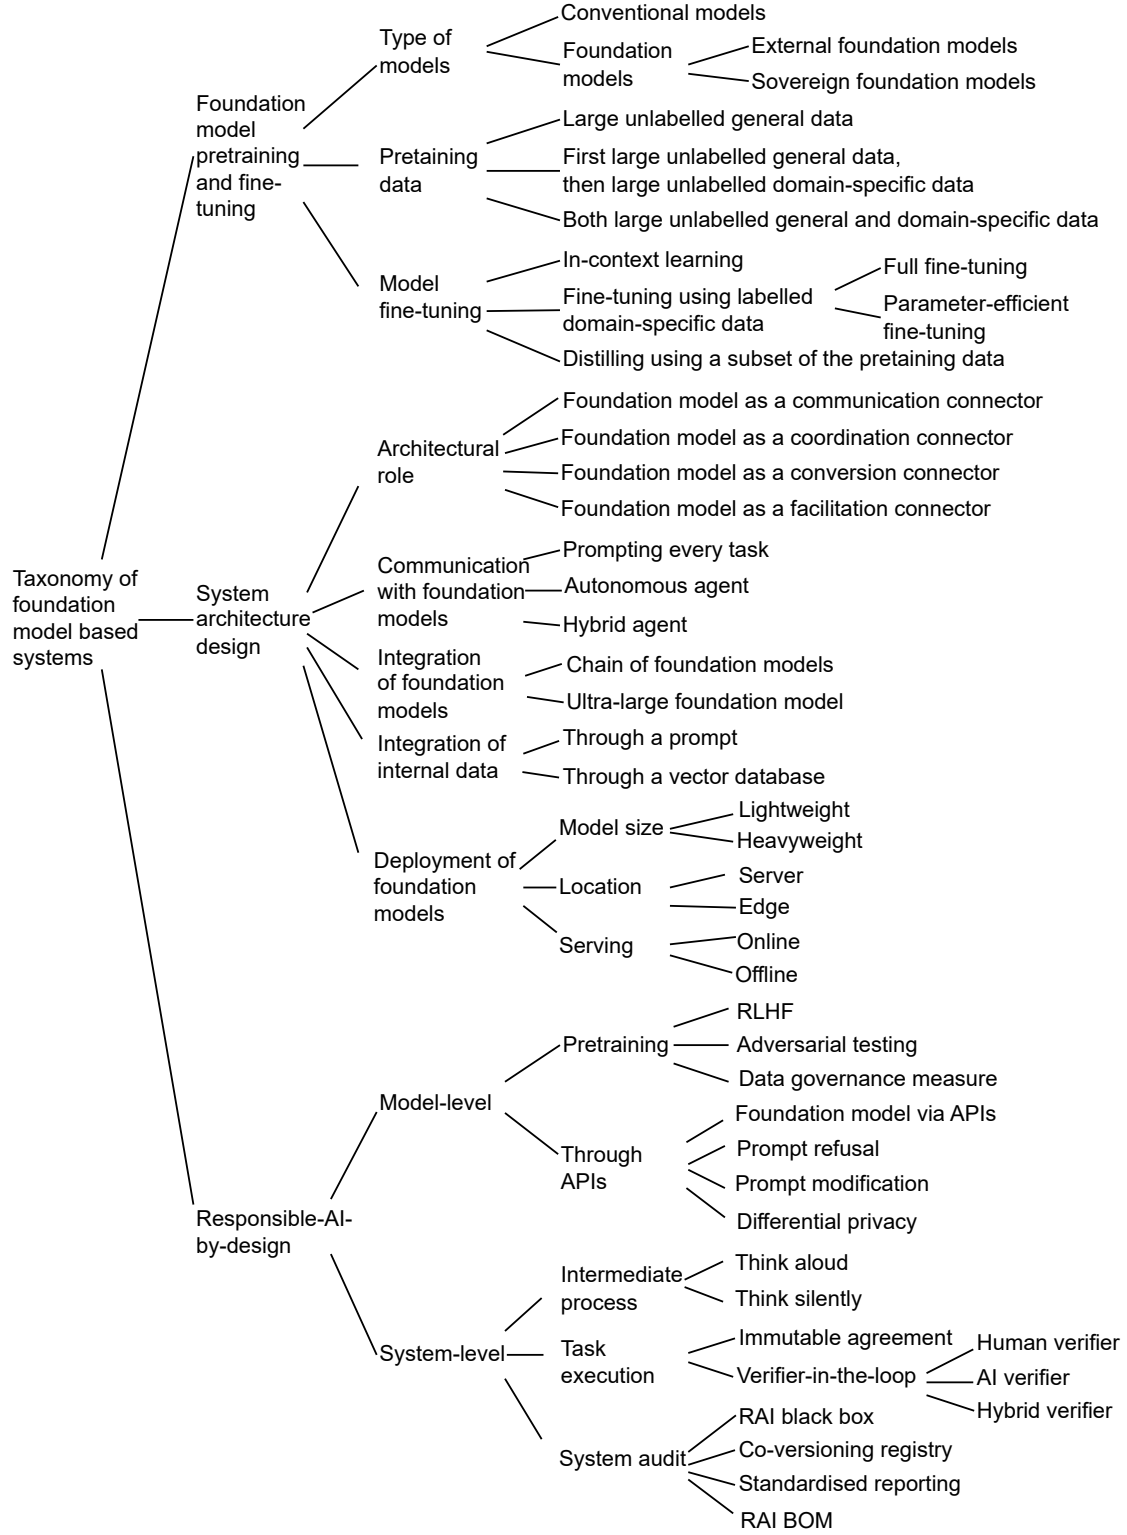 Taxonomy of
foundation
model based
systems
Foundation
model
pretraining
and fine-
tuning
Type of
models
Conventional models
Foundation
models
External foundation models
Sovereign foundation models
Pretaining
data
Large unlabelled general data
First large unlabelled general data,
then large unlabelled domain-specific data
Both large unlabelled general and domain-specific data
Model
fine-tuning
In-context learning
Fine-tuning using labelled
domain-specific data
Full fine-tuning
Parameter-efficient
fine-tuning
Distilling using a subset of the pretaining data
System
architecture
design
Architectural
role
Foundation model as a communication connector
Foundation model as a coordination connector
Foundation model as a conversion connector
Foundation model as a facilitation connector
Communication
with foundation
models
Prompting every task
Autonomous agent
Hybrid agent
Integration
of foundation
models
Chain of foundation models
Ultra-large foundation model
Integration of
internal data
Through a prompt
Through a vector database
Deployment of
foundation
models
Model size
Lightweight
Heavyweight
Location
Server
Edge
Serving
Online
Offline
Responsible-AI-
by-design
Model-level
Pretraining
RLHF
Adversarial testing
Data governance measure
Through
APIs
Foundation model via APIs
Prompt refusal
Prompt modification
Differential privacy
System-level
Intermediate
process
Think aloud
Think silently
Task
execution
Immutable agreement
Verifier-in-the-loop
Human verifier
AI verifier
Hybrid verifier
System audit
RAI black box
Co-versioning registry
Standardised reporting
RAI BOM